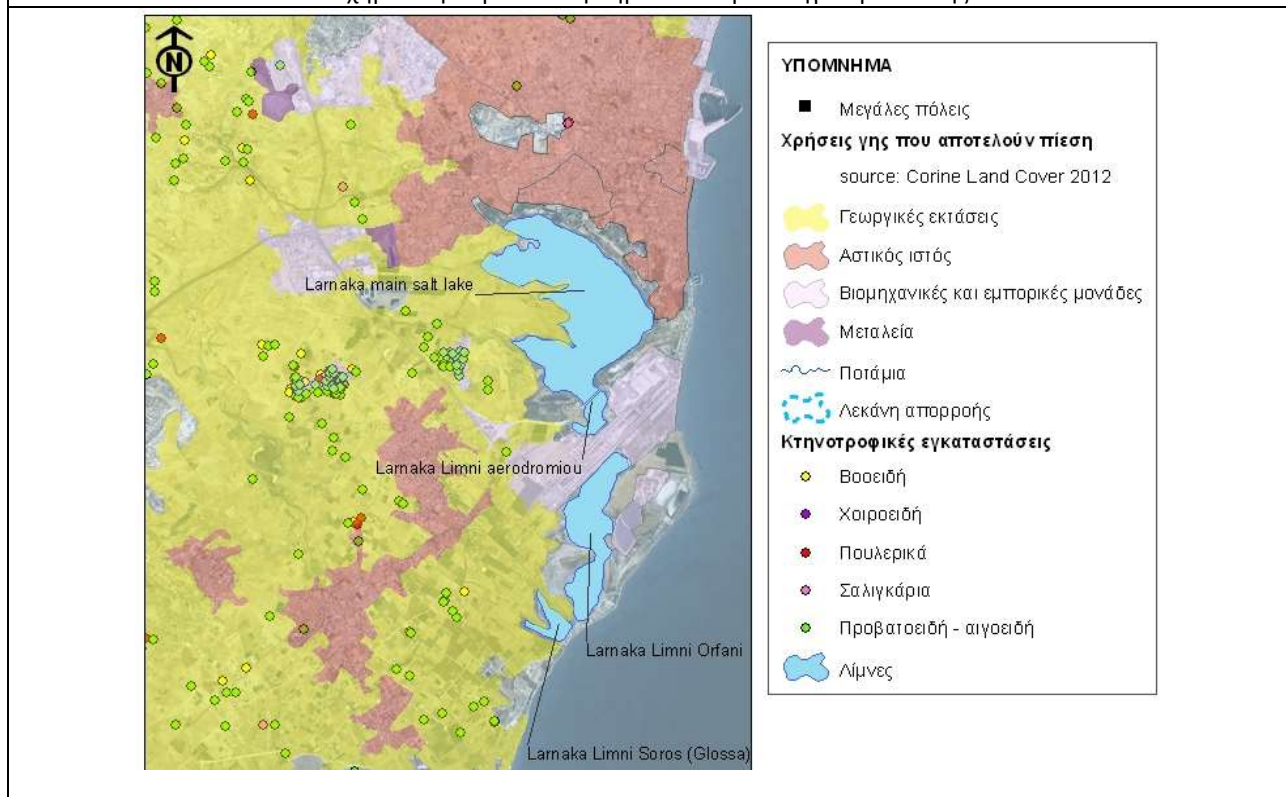 N
Larnaka main salt lake
Larnaka Limni aerodromiou
Larnaka Limni Orfani
Larnaka Limni Soros (Glossa)
ΥΠΟΜΝΗΜΑ
Μεγάλες πόλεις
Χρήσεις γης που αποτελούν πίεση
source: Corine Land Cover 2012
Γεωργικές εκτάσεις
Αστικός ιστός
Βιομηχανικές και εμπορικές μονάδες
Μεταλεία
Ποτάμια
Λεκάνη απορροής
Κτηνοτροφικές εγκαταστάσεις
Βοοειδή
Χοιροειδή
Πουλερικά
Σαλιγκάρια
Προβατοειδή - αιγοειδή
Λίμνες